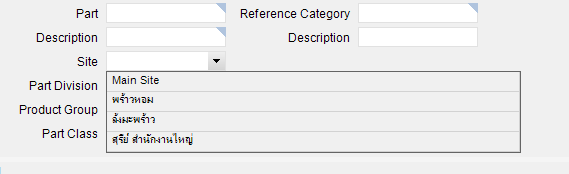 Part Reference Category
Description Description
Site
Main Site
Part Division
พร้าวหอม
Product Group
ล้งมะพร้าว
Part Class
สุรีย์ สำนักงานใหญ่